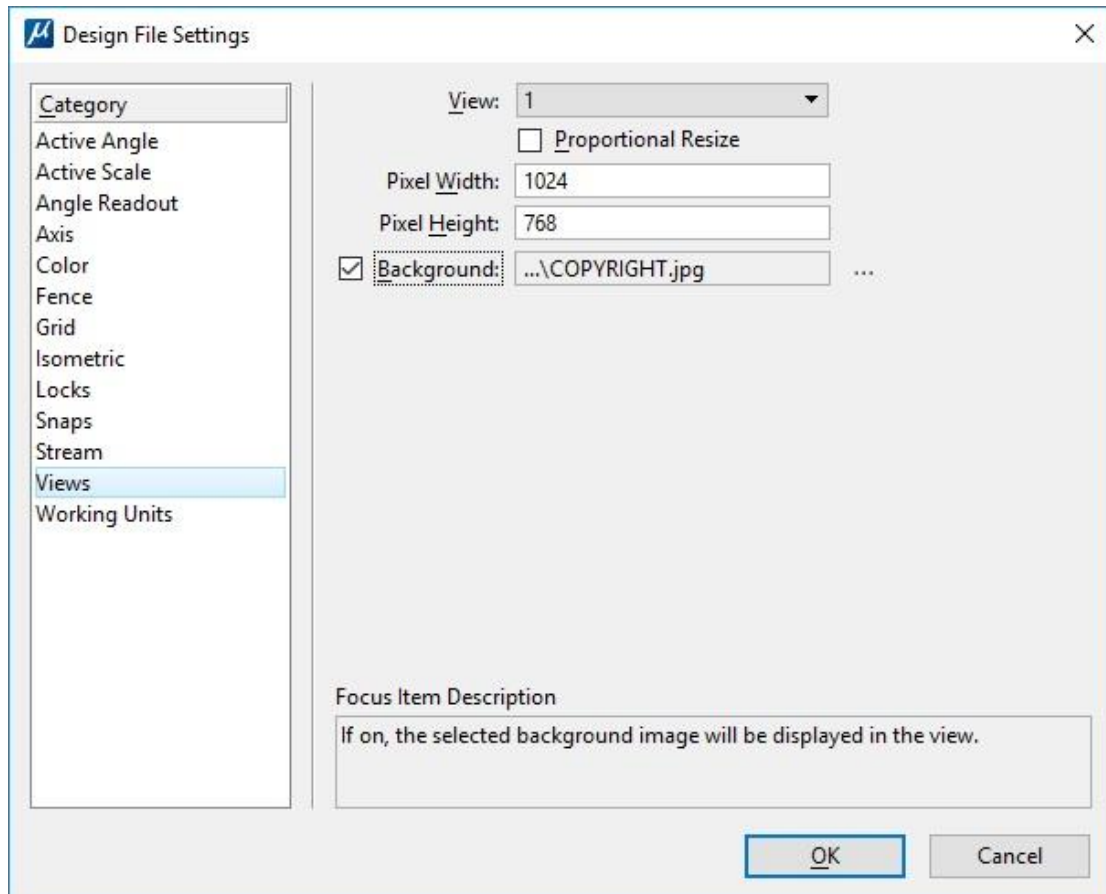 Design File Settings
Category
Active Angle
Active Scale
Angle Readout
Axis
Color
Fence
Grid
Isometric
Locks
Snaps
Stream
Views
Working Units
View: 1
Proportional Resize
Pixel Width: 1024
Pixel Height: 768
Background: ...\COPYRIGHT.jpg ...
Focus Item Description
If on, the selected background image will be displayed in the view.
OK Cancel